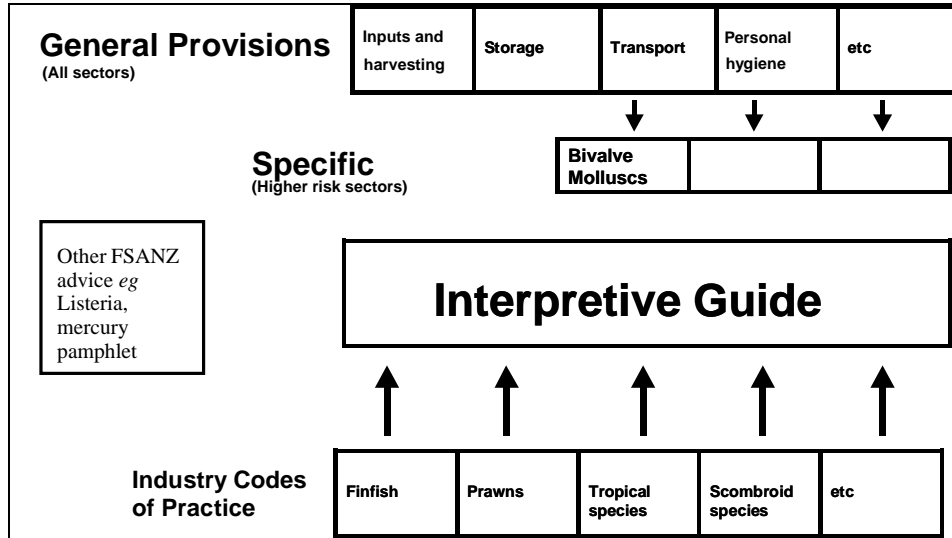 General Provisions
(All sectors)
Inputs and
harvesting
Storage
Transport
Personal
hygiene
etc
Specific
(Higher risk sectors)
Bivalve
Molluscs
Other FSANZ
advice eg
Listeria,
mercury
pamphlet
Interpretive Guide
Industry Codes
of Practice
Finfish
Prawns
Tropical
species
Scombroid
species
etc